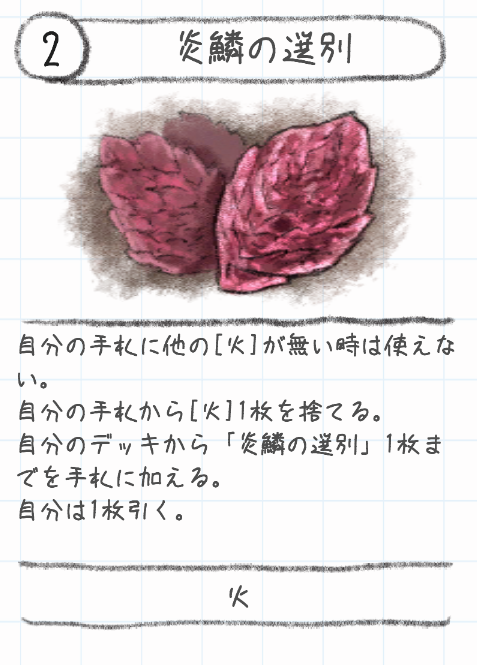 2
炎鱗の選別
自分の手札に他の[火]が無い時は使えな
い。
自分の手札から[火]1枚を捨てる。
自分のデッキから「炎鱗の選別」1枚ま
でを手札に加える。
自分は1枚引く。
火